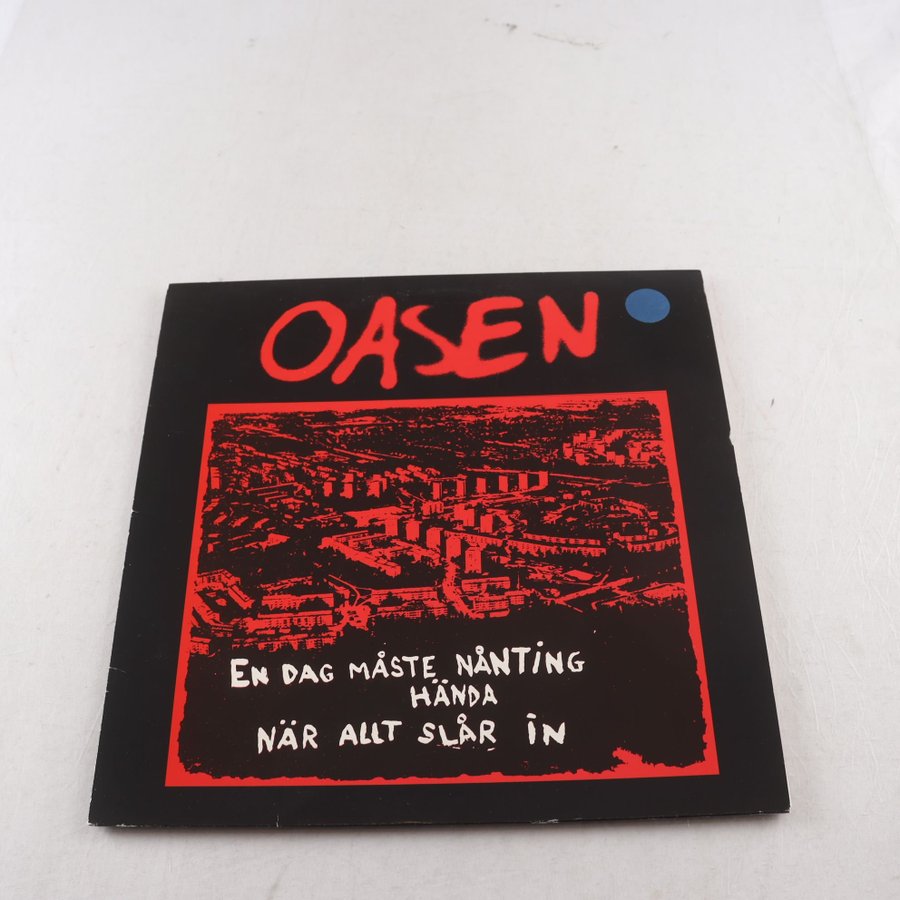 OASEN
EN DAG MÅSTE NÅNTiNG
HÄNDA
NÄR ALLT SLÅR iN